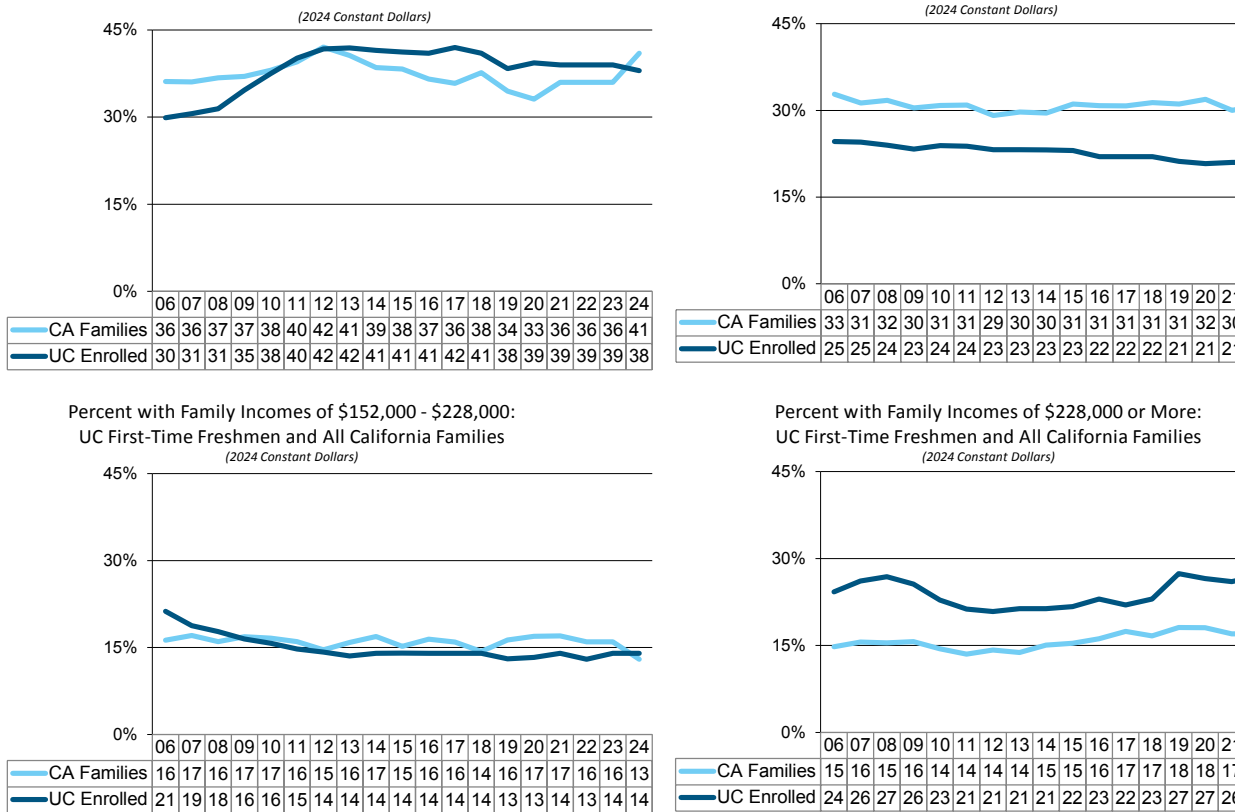 (2024 Constant Dollars)
45%
30%
15%
0%
06 07 08 09 10 11 12 13 14 15 16 17 18 19 20 21 22 23 24
CA Families 36 36 37 37 38 40 42 41 39 38 37 36 38 34 33 36 36 36 41
UC Enrolled 30 31 31 35 38 40 42 42 41 41 41 42 41 38 39 39 39 39 38
(2024 Constant Dollars)
45%
30%
15%
0%
06 07 08 09 10 11 12 13 14 15 16 17 18 19 20
CA Families 33 31 32 30 31 31 29 30 30 31 31 31 31 31 32 30
UC Enrolled 25 25 24 23 24 24 23 23 23 23 22 22 22 21 21
Percent with Family Incomes of $152,000 - $228,000:
UC First-Time Freshmen and All California Families
(2024 Constant Dollars)
45%
30%
15%
0%
06 07 08 09 10 11 12 13 14 15 16 17 18 19 20 21 22 23 24
CA Families 16 17 16 17 17 16 15 16 17 15 16 16 14 16 17 17 16 16 13
UC Enrolled 21 19 18 16 16 15 14 14 14 14 14 14 14 13 13 14 13 14 14
Percent with Family Incomes of $228,000 or More:
UC First-Time Freshmen and All California Families
(2024 Constant Dollars)
45%
30%
15%
0%
06 07 08 09 10 11 12 13 14 15 16 17 18 19 20
CA Families 15 16 15 16 14 14 14 14 15 15 16 17 17 18 18
UC Enrolled 24 26 27 26 23 21 21 21 21 22 23 22 23 27 27 26